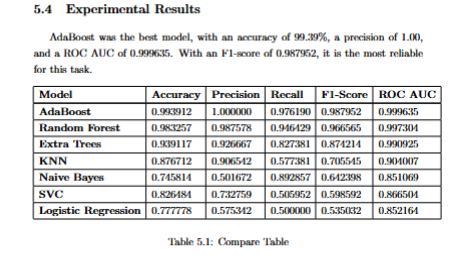 5.4 Experimental Results
AdaBoost was the best model, with an accuracy of 99.39%, a precision of 1.00,
and a ROC AUC of 0.999635. With an F1-score of 0.987952, it is the most reliable
for this task.
Model Accuracy Precision Recall F1-Score ROC AUC
AdaBoost 0.993912 1.000000 0.976190 0.987952 0.999635
Random Forest 0.983257 0.987578 0.946429 0.966565 0.997304
Extra Trees 0.939117 0.926667 0.827381 0.874214 0.990925
KNN 0.876712 0.906542 0.577381 0.705545 0.904007
Naive Bayes 0.745814 0.501672 0.892857 0.642398 0.851069
SVC 0.826484 0.732759 0.505952 0.598592 0.866504
Logistic Regression 0.777778 0.575342 0.500000 0.535032 0.852164
Table 5.1: Compare Table